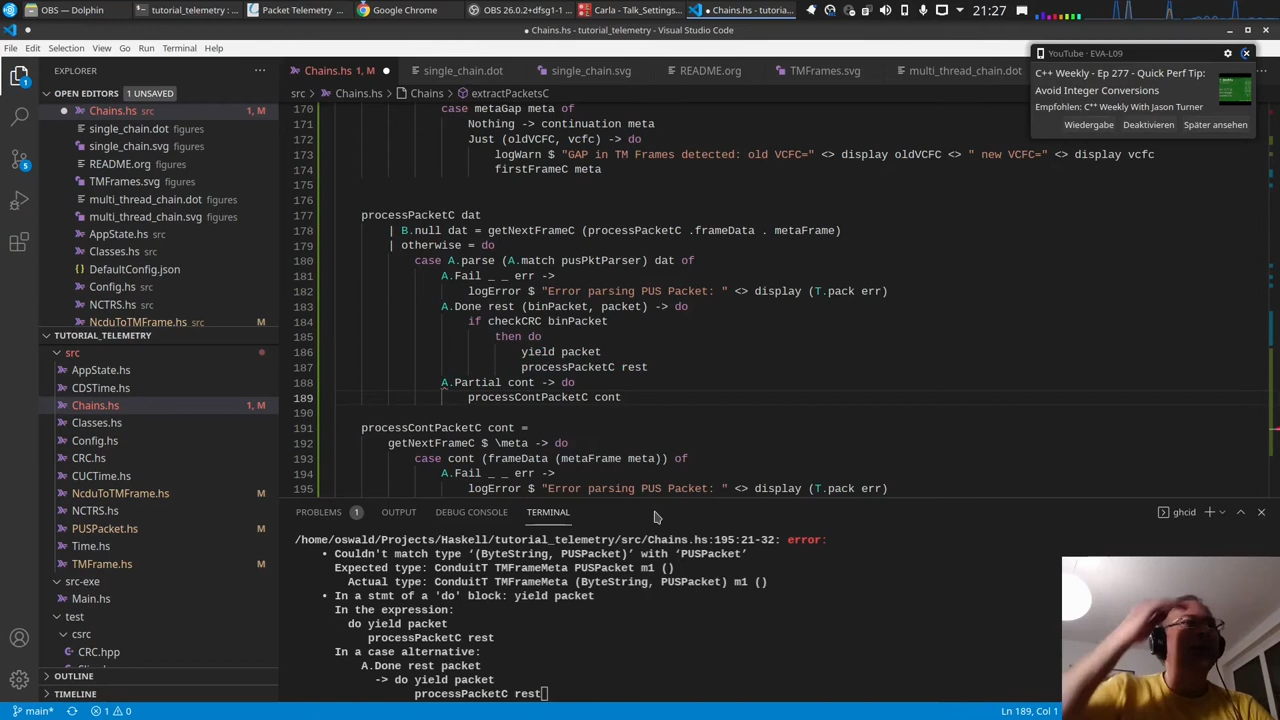 OBS — Dolphin
tutorial_telemetry :
Packet Telemetry
Google Chrome
OBS 26.0.2+dfsg1-1
Carla - Talk_Settings
Chains.hs - tutoria
21:27
Chains.hs - tutorial_telemetry - Visual Studio Code
File Edit Selection View Go Run Terminal Help
YouTube · EVA-L09
C++ Weekly - Ep 277 - Quick Perf Tip:
Avoid Integer Conversions
Empfohlen: C⁺⁺ Weekly With Jason Turner
Wiedergabe Deaktivieren Später ansehen
EXPLORER
Chains.hs 1, M
single_chain.dot
single_chain.svg
README.org
TMFrames.svg
multi_thread_chain.dot
src > Chains.hs > Chains > extractPacketsC
OPEN EDITORS 1 UNSAVED
Chains.hs src 1, M
single_chain.dot figures
single_chain.svg figures
README.org
TMFrames.svg figures
multi_thread_chain.dot figures
multi_thread_chain.svg figures
AppState.hs src
Classes.hs src
DefaultConfig.json
Config.hs src
NCTRS.hs src
NcduToTMFrame.hs src M
TUTORIAL_TELEMETRY
src
AppState.hs
CDSTime.hs
Chains.hs 1, M
Classes.hs
Config.hs
CRC.hs
CUCTime.hs
NcduToTMFrame.hs M
NCTRS.hs
PUSPacket.hs M
Time.hs
TMFrame.hs M
src-exe
Main.hs
test
csrc
CRC.hpp
OUTLINE
TIMELINE
170 case metaGap meta of
171 Nothing -> continuation meta
172 Just (oldVCFC, vcfc) -> do
173 logWarn $ "GAP in TM Frames detected: old VCFC=" <> display oldVCFC <> " new VCFC=" <> display vcfc
174 firstFrameC meta
175
176
177 processPacketC dat
178 | B.null dat = getNextFrameC (processPacketC .frameData . metaFrame)
179 | otherwise = do
180 case A.parse (A.match pusPktParser) dat of
181 A.Fail _ _ err ->
182 logError $ "Error parsing PUS Packet: " <> display (T.pack err)
183 A.Done rest (binPacket, packet) -> do
184 if checkCRC binPacket
185 then do
186 yield packet
187 processPacketC rest
188 A.Partial cont -> do
189 processContPacketC cont
190
191 processContPacketC cont =
192 getNextFrameC $ \meta -> do
193 case cont (frameData (metaFrame meta)) of
194 A.Fail _ _ err ->
195 logError $ "Error parsing PUS Packet: " <> display (T.pack err)
PROBLEMS 1 OUTPUT DEBUG CONSOLE TERMINAL
ghcid
/home/oswald/Projects/Haskell/tutorial_telemetry/src/Chains.hs:195:21-32: error:
• Couldn't match type ‘(ByteString, PUSPacket)’ with ‘PUSPacket’
Expected type: ConduitT TMFrameMeta PUSPacket m1 ()
Actual type: ConduitT TMFrameMeta (ByteString, PUSPacket) m1 ()
• In a stmt of a 'do' block: yield packet
In the expression:
do yield packet
processPacketC rest
In a case alternative:
A.Done rest packet
-> do yield packet
processPacketC rest
main*
1 0
Ln 189, Col 1